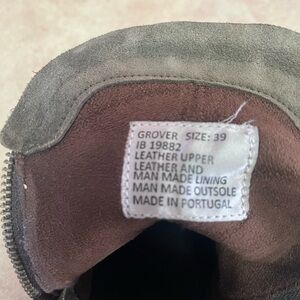 GROVER SIZE: 39
IB 19882
LEATHER UPPER
LEATHER AND
MAN MADE LINING
MAN MADE OUTSOLE
MADE IN PORTUGAL